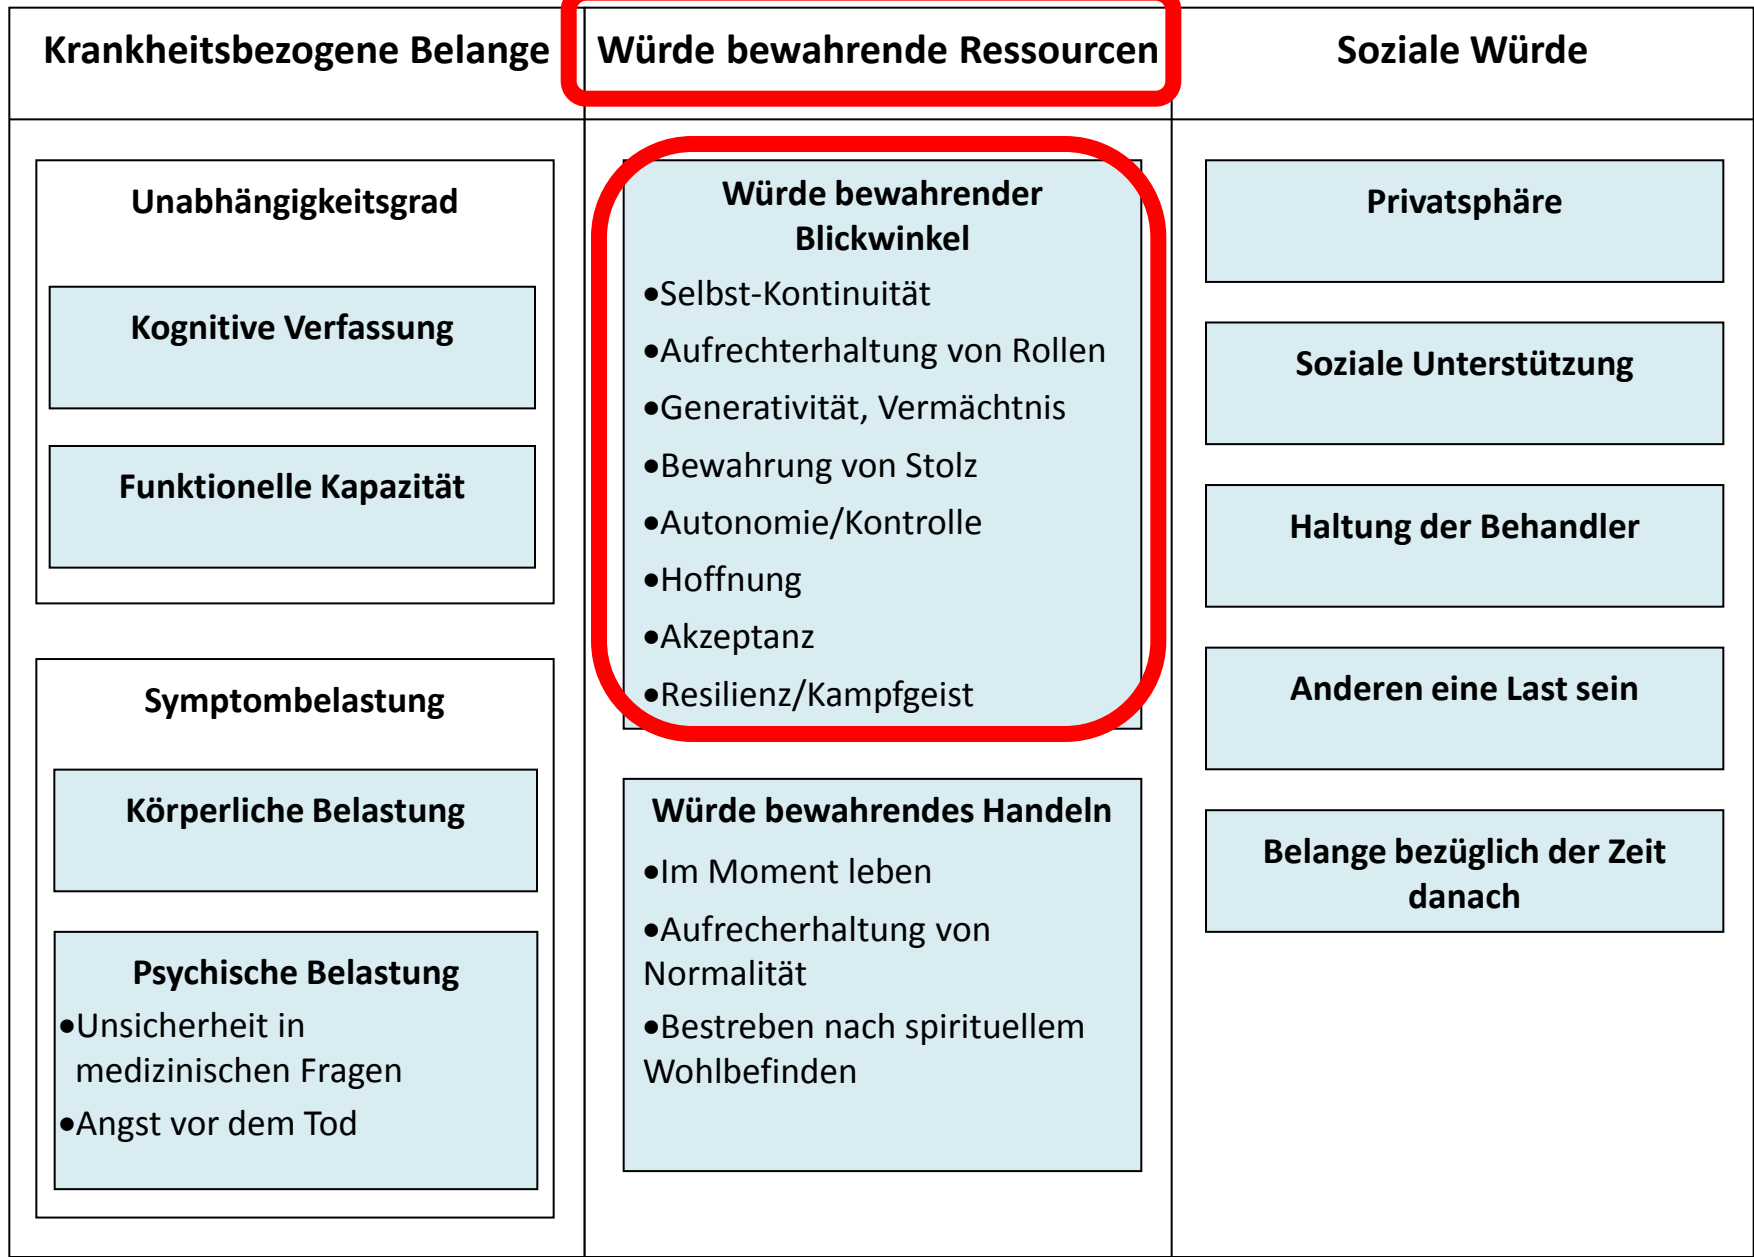 Krankheitsbezogene Belange
Würde bewahrende Ressourcen
Soziale Würde
Unabhängigkeitsgrad
Kognitive Verfassung
Funktionelle Kapazität
Symptombelastung
Körperliche Belastung
Psychische Belastung
•Unsicherheit in
medizinischen Fragen
•Angst vor dem Tod
Würde bewahrender
Blickwinkel
•Selbst-Kontinuität
•Aufrechterhaltung von Rollen
•Generativität, Vermächtnis
•Bewahrung von Stolz
•Autonomie/Kontrolle
•Hoffnung
•Akzeptanz
•Resilienz/Kampfgeist
Würde bewahrendes Handeln
•Im Moment leben
•Aufrecherhaltung von
Normalität
•Bestreben nach spirituellem
Wohlbefinden
Privatsphäre
Soziale Unterstützung
Haltung der Behandler
Anderen eine Last sein
Belange bezüglich der Zeit
danach